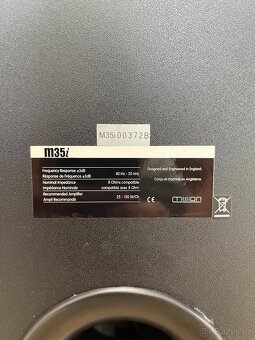 M35i00372B
m35i
Frequency Response ±3dB
40 Hz - 20 kHz
Designed and Engineered in England
Réponse de Fréquence ±3dB
Nominal Impedance
8 Ohms compatible
Conçu et machiné en Angleterre
Impédance Nominale
compatible avec 8 Ohm
Recommended Amplifier
25 - 150 W/Ch
Ampli Recommandé
CE
mission